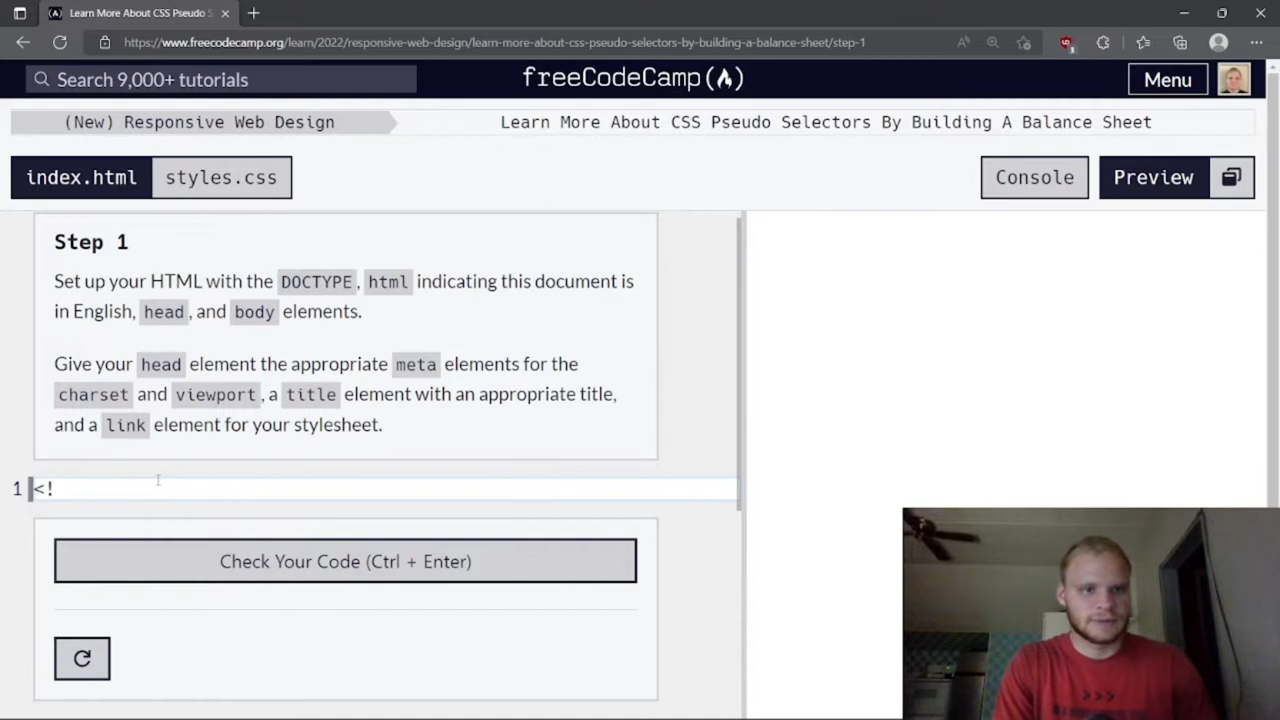 Learn More About CSS Pseudo S
https://www.freecodecamp.org/learn/2022/responsive-web-design/learn-more-about-css-pseudo-selectors-by-building-a-balance-sheet/step-1
Search 9,000+ tutorials
freeCodeCamp
Menu
(New) Responsive Web Design
Learn More About CSS Pseudo Selectors By Building A Balance Sheet
index.html
styles.css
Console
Preview
Step 1
Set up your HTML with the DOCTYPE, html indicating this document is
in English, head, and body elements.
Give your head element the appropriate meta elements for the
charset and viewport, a title element with an appropriate title,
and a link element for your stylesheet.
1 <!
Check Your Code (Ctrl + Enter)